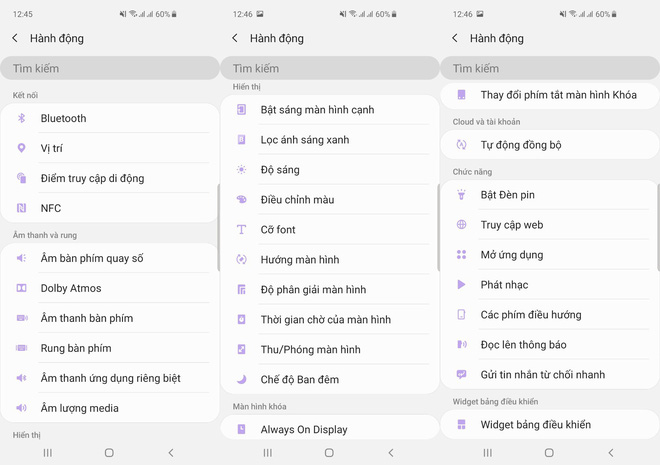 12:45
60%
Hành động
Tìm kiếm
Kết nối
Bluetooth
Vị trí
Điểm truy cập di động
NFC
Âm thanh và rung
Âm bàn phím quay số
Dolby Atmos
Âm thanh bàn phím
Rung bàn phím
Âm thanh ứng dụng riêng biệt
Âm lượng media
Hiển thị
12:46
60%
Hành động
Tìm kiếm
Hiển thị
Bật sáng màn hình cạnh
Lọc ánh sáng xanh
Độ sáng
Điều chỉnh màu
Cỡ font
Hướng màn hình
Độ phân giải màn hình
Thời gian chờ của màn hình
Thu/Phóng màn hình
Chế độ Ban đêm
Màn hình khóa
Always On Display
12:46
60%
Hành động
Tìm kiếm
Thay đổi phím tắt màn hình Khóa
Cloud và tài khoản
Tự động đồng bộ
Chức năng
Bật Đèn pin
Truy cập web
Mở ứng dụng
Phát nhạc
Các phím điều hướng
Đọc lên thông báo
Gửi tin nhắn từ chối nhanh
Widget bảng điều khiển
Widget bảng điều khiển